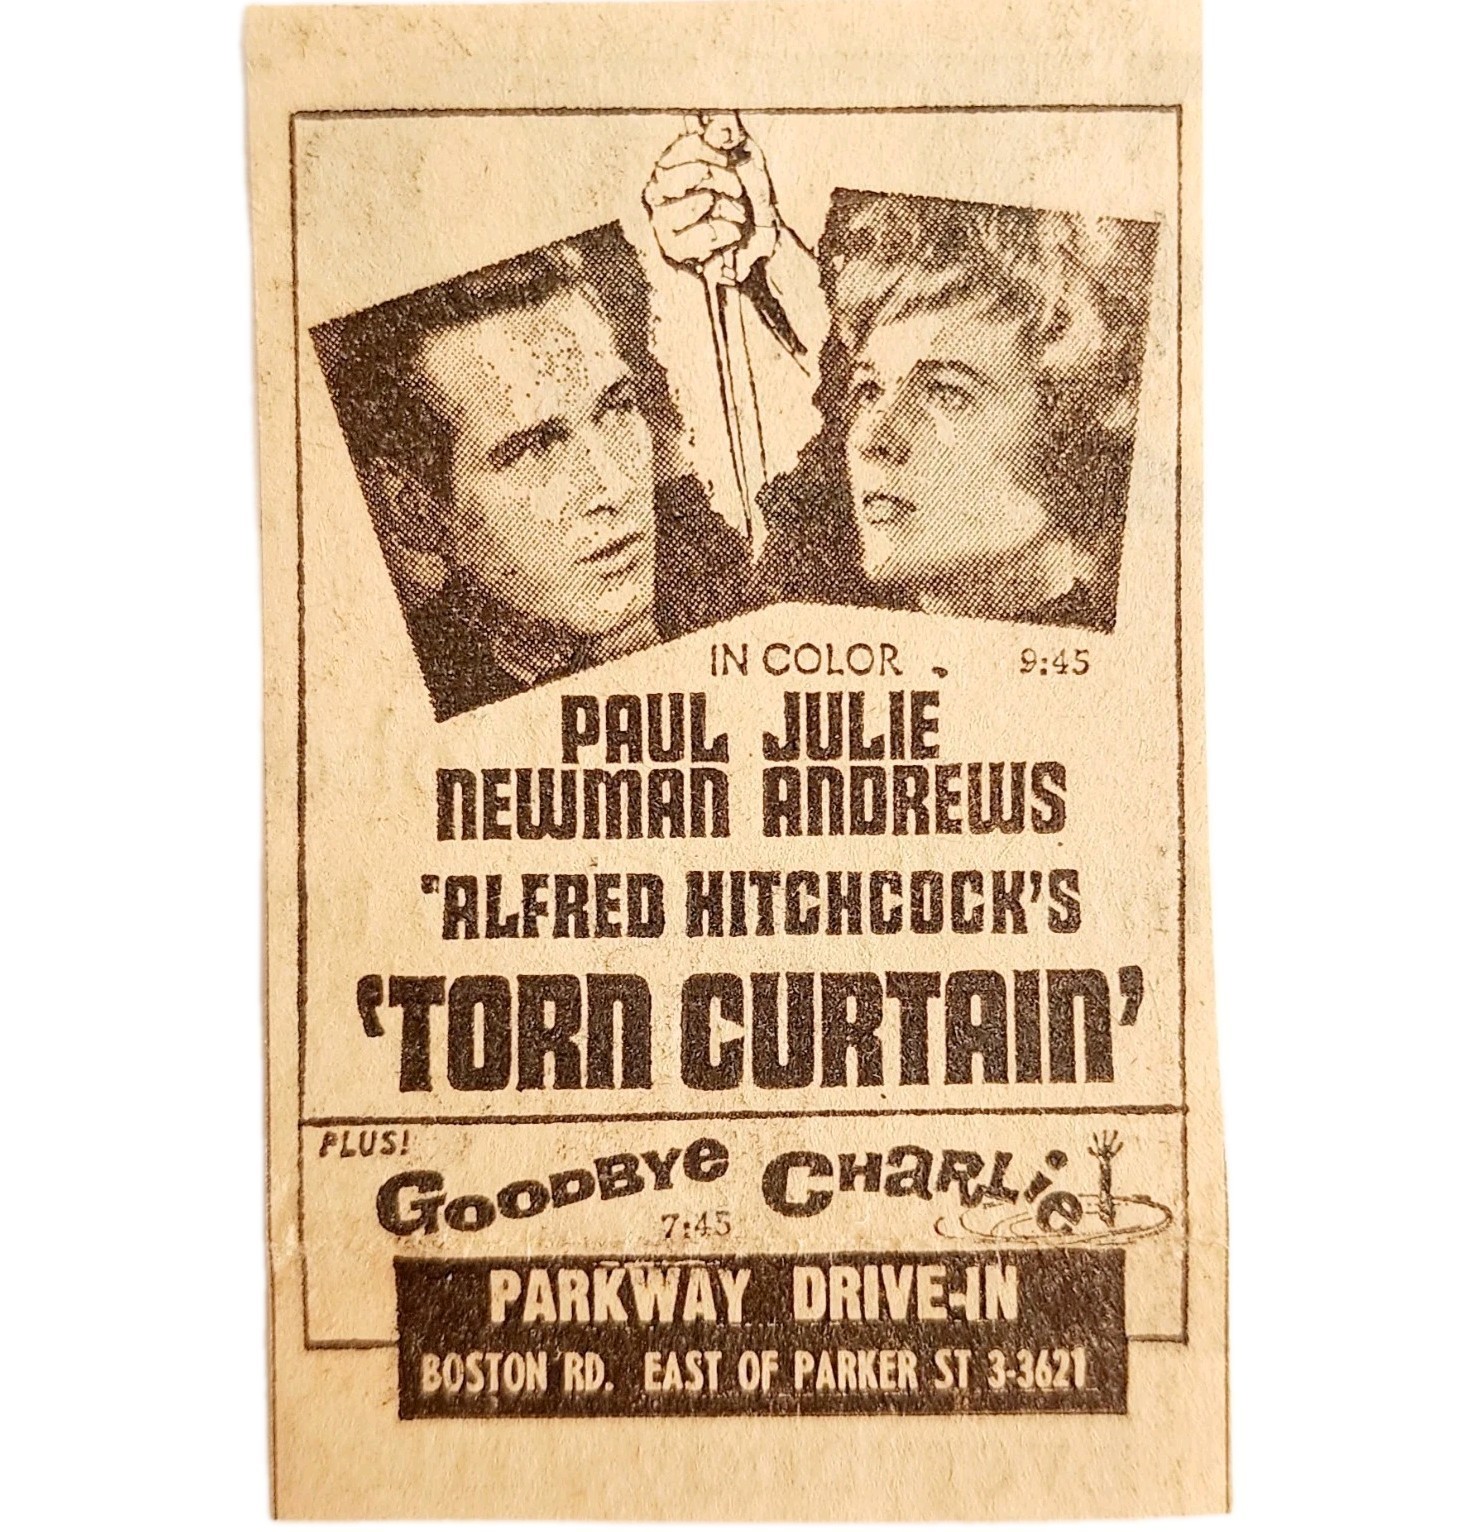 IN COLOR 9:45
PAUL JULIE
NEWMAN ANDREWS
'ALFRED HITCHCOCK'S
'TORN CURTAIN'
PLUS!
GOODBYE CHARLIE
7:45
PARKWAY DRIVE-IN
BOSTON RD. EAST OF PARKER ST 3-3621